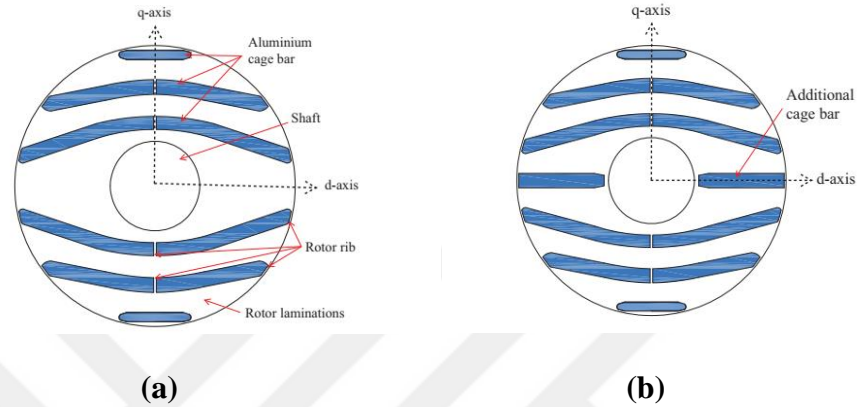 q-axis
Aluminium
cage bar
Shaft
d-axis
Rotor rib
Rotor laminations
(a)
q-axis
Additional
cage bar
d-axis
(b)